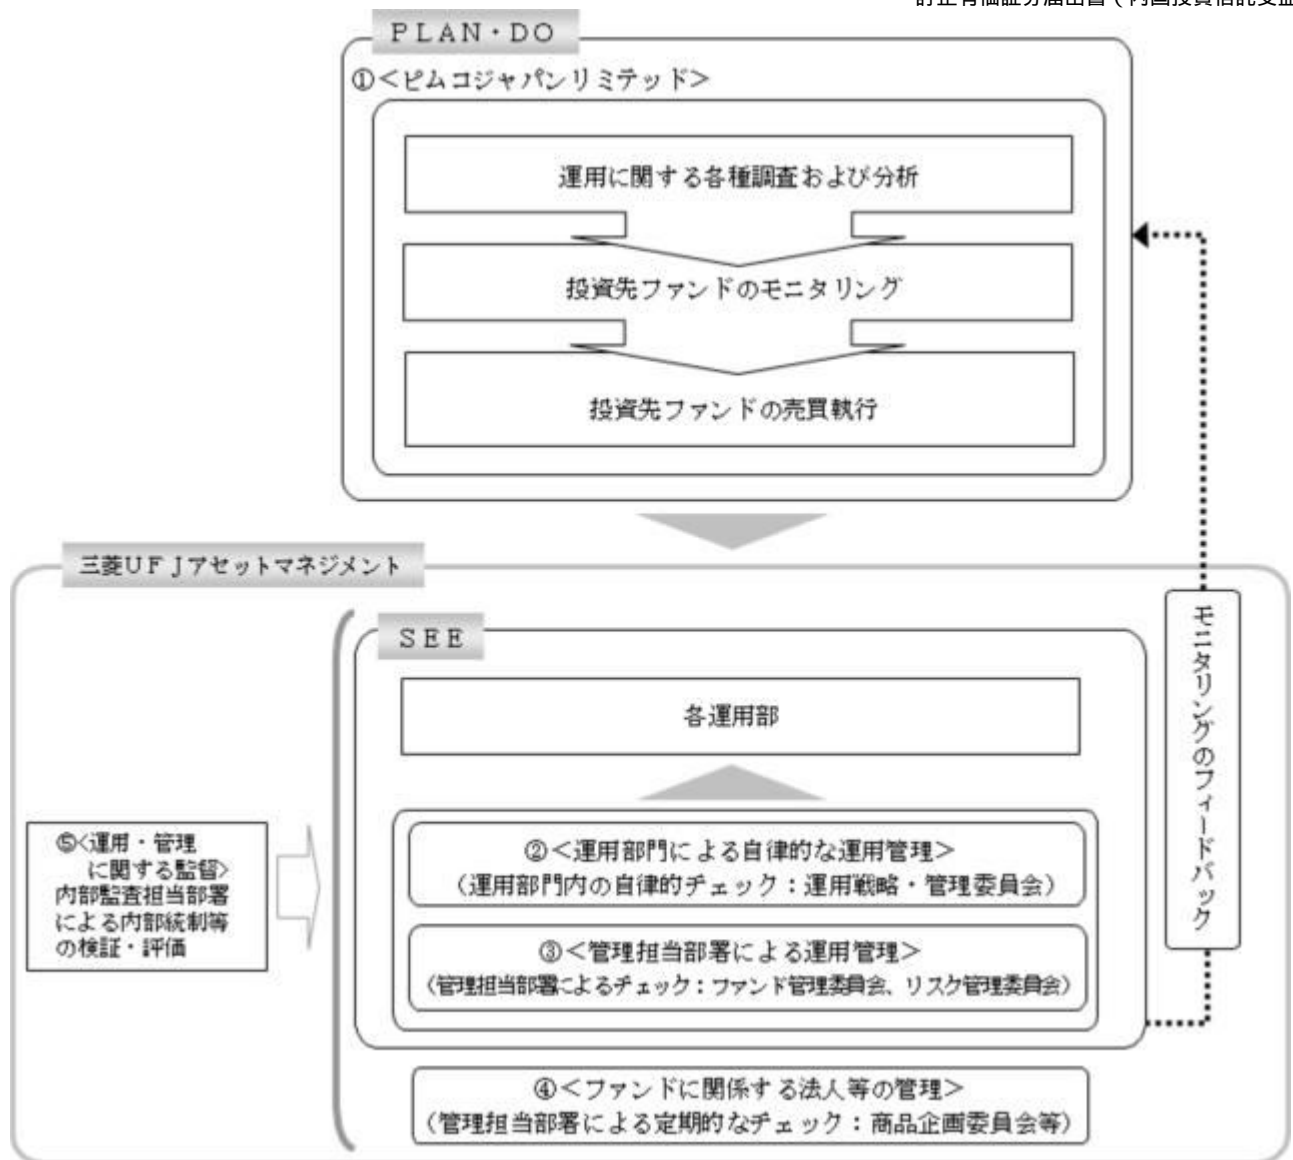 ＰＬＡＮ・ＤＯ
①＜ピムコジャパンリミテッド＞
運用に関する各種調査および分析
投資先ファンドのモニタリング
投資先ファンドの売買執行
三菱ＵＦＪアセットマネジメント
ＳＥＥ
各運用部
②＜運用部門による自律的な運用管理＞
（運用部門内の自律的チェック：運用戦略・管理委員会）
③＜管理担当部署による運用管理＞
（管理担当部署によるチェック：ファンド管理委員会、リスク管理委員会）
④＜ファンドに関係する法人等の管理＞
（管理担当部署による定期的なチェック：商品企画委員会等）
⑤＜運用・管理
に関する監督＞
内部監査担当部署
による内部統制等
の検証・評価
モニタリングのフィードバック